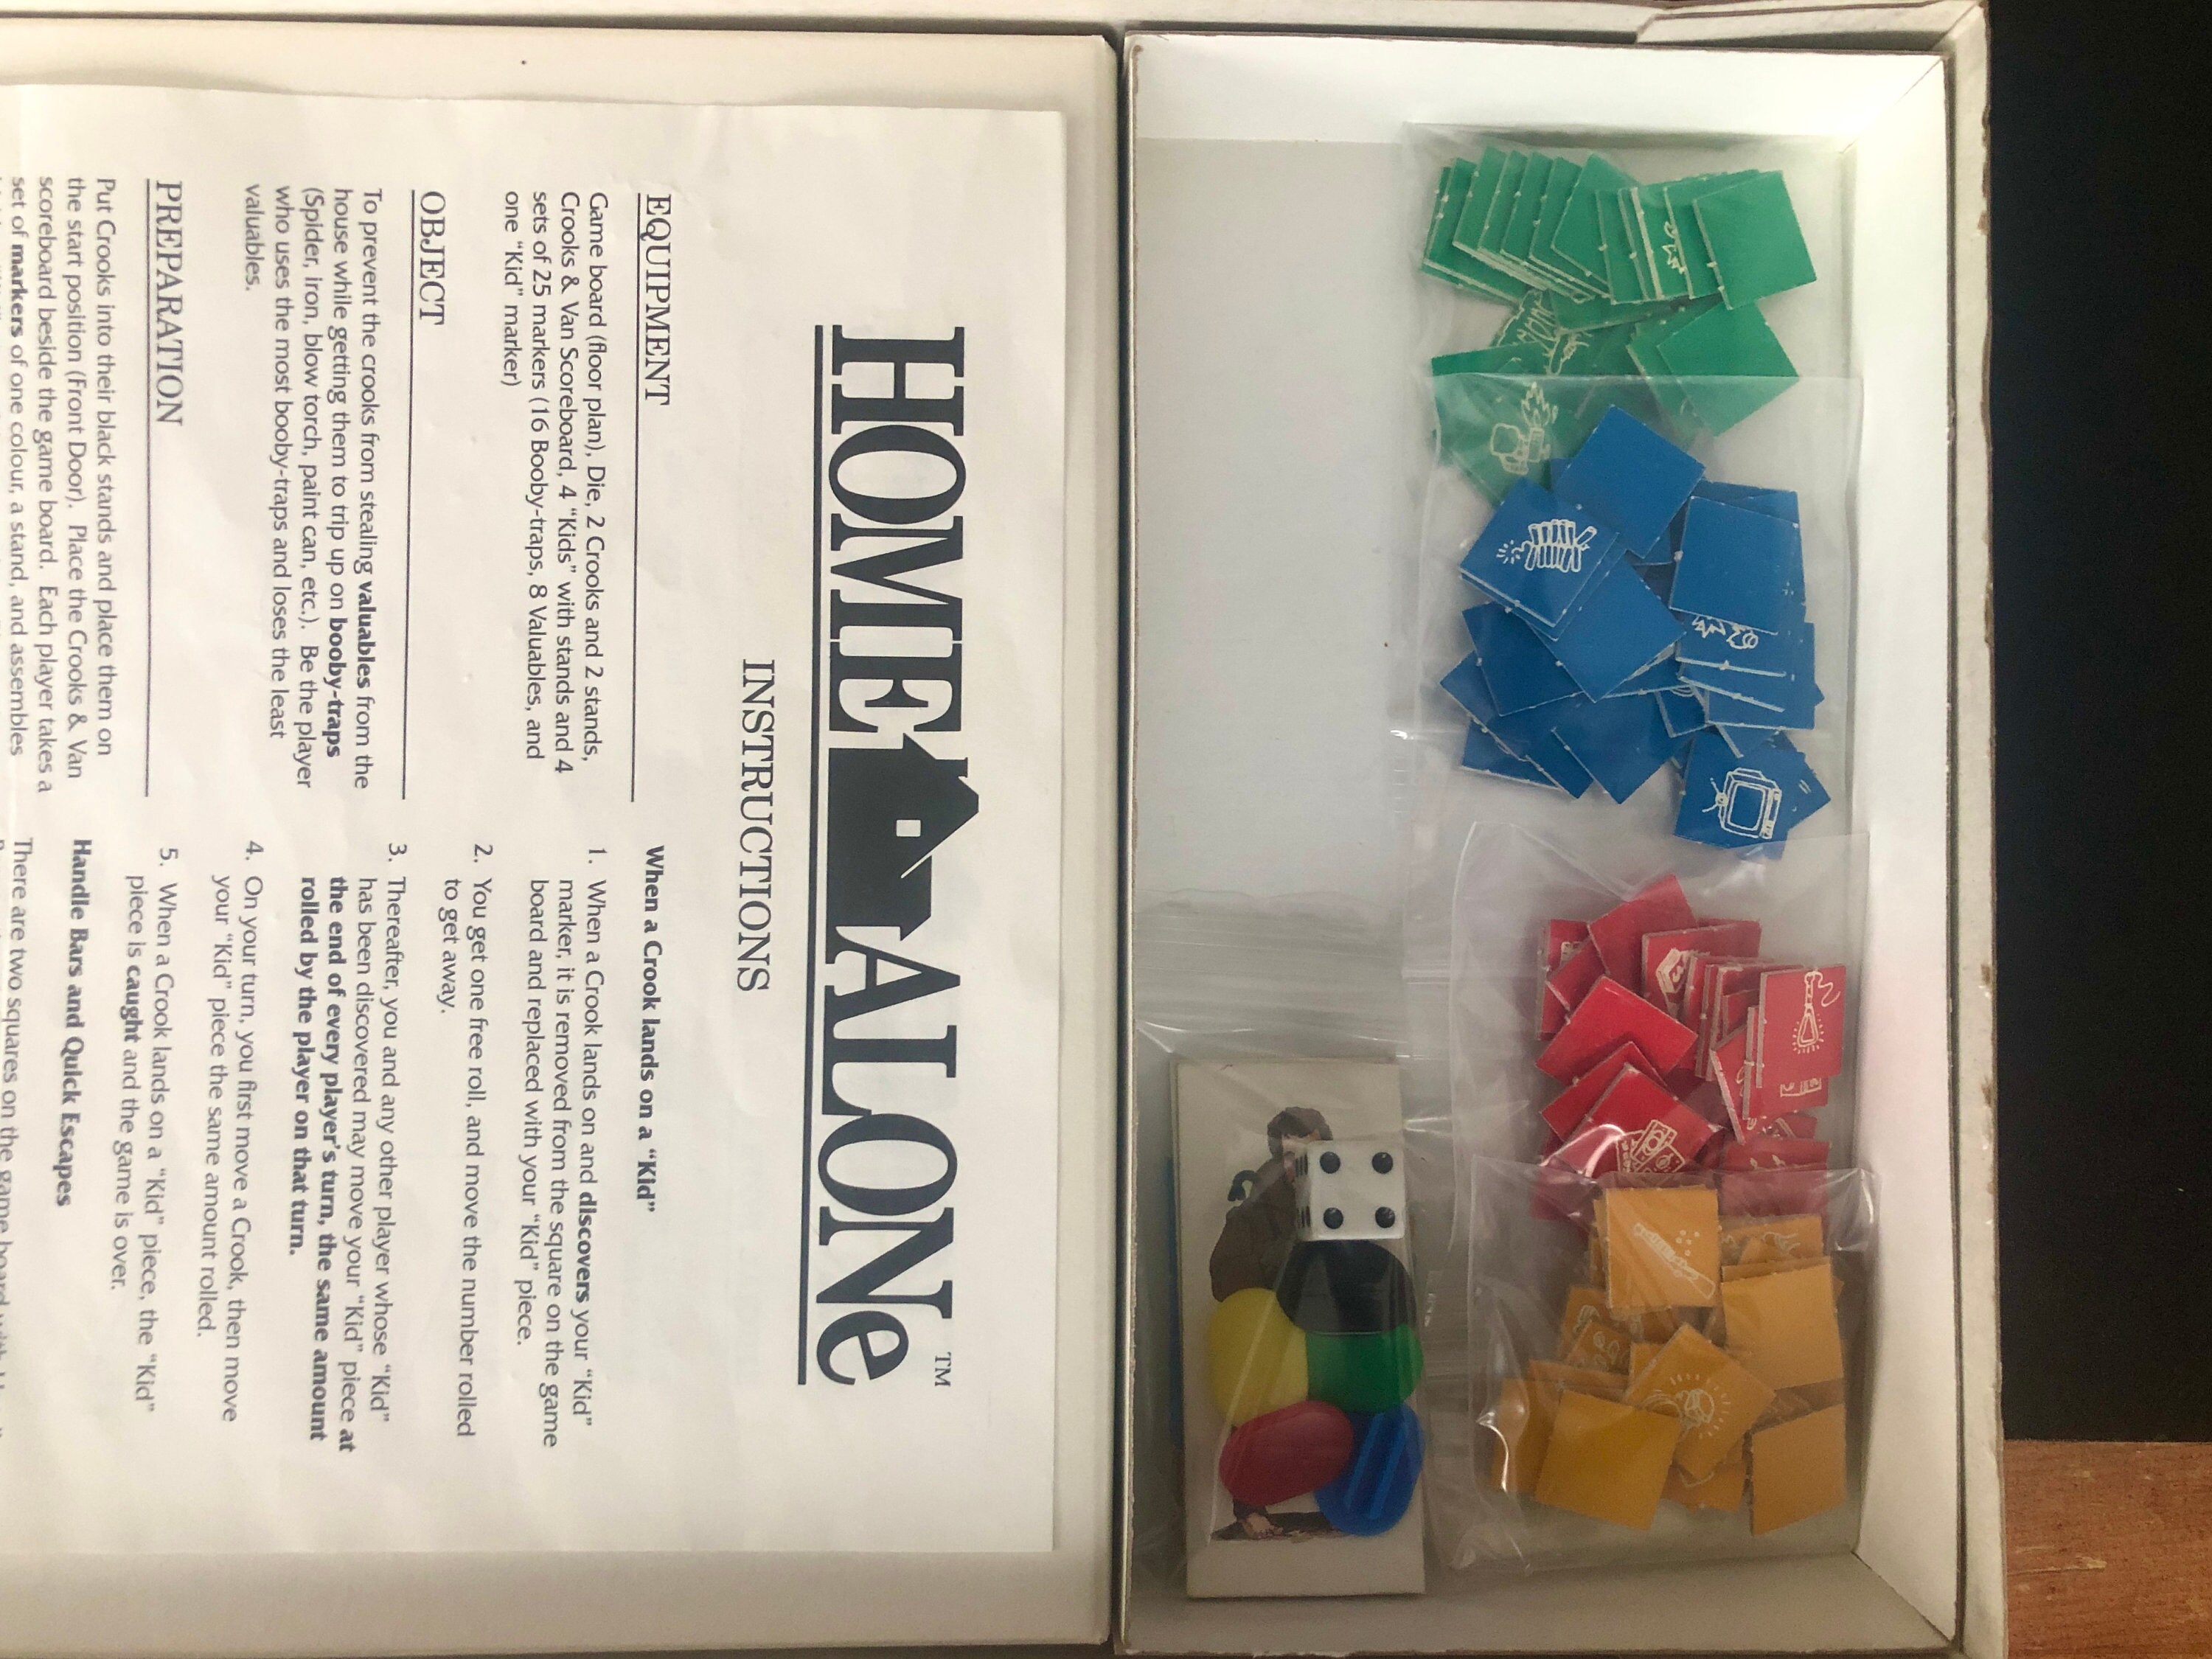 HOME ALONe™
INSTRUCTIONS
EQUIPMENT
Game board (floor plan), Die, 2 Crooks and 2 stands,
Crooks & Van Scoreboard, 4 “Kids” with stands and 4
sets of 25 markers (16 Booby-traps, 8 Valuables, and
one “Kid” marker)
OBJECT
To prevent the crooks from stealing valuables from the
house while getting them to trip up on booby-traps
(Spider, iron, blow torch, paint can, etc.). Be the player
who uses the most booby-traps and loses the least
valuables.
PREPARATION
Put Crooks into their black stands and place them on
the start position (Front Door). Place the Crooks & Van
scoreboard beside the game board. Each player takes a
set of markers of one colour, a stand, and assembles
When a Crook lands on a “Kid”
1. When a Crook lands on and discovers your “Kid”
marker, it is removed from the square on the game
board and replaced with your “Kid” piece.
2. You get one free roll, and move the number rolled
to get away.
3. Thereafter, you and any other player whose “Kid”
has been discovered may move your “Kid” piece at
the end of every player's turn, the same amount
rolled by the player on that turn.
4. On your turn, you first move a Crook, then move
your “Kid” piece the same amount rolled.
5. When a Crook lands on a “Kid” piece, the “Kid”
piece is caught and the game is over.
Handle Bars and Quick Escapes
There are two squares on the game board